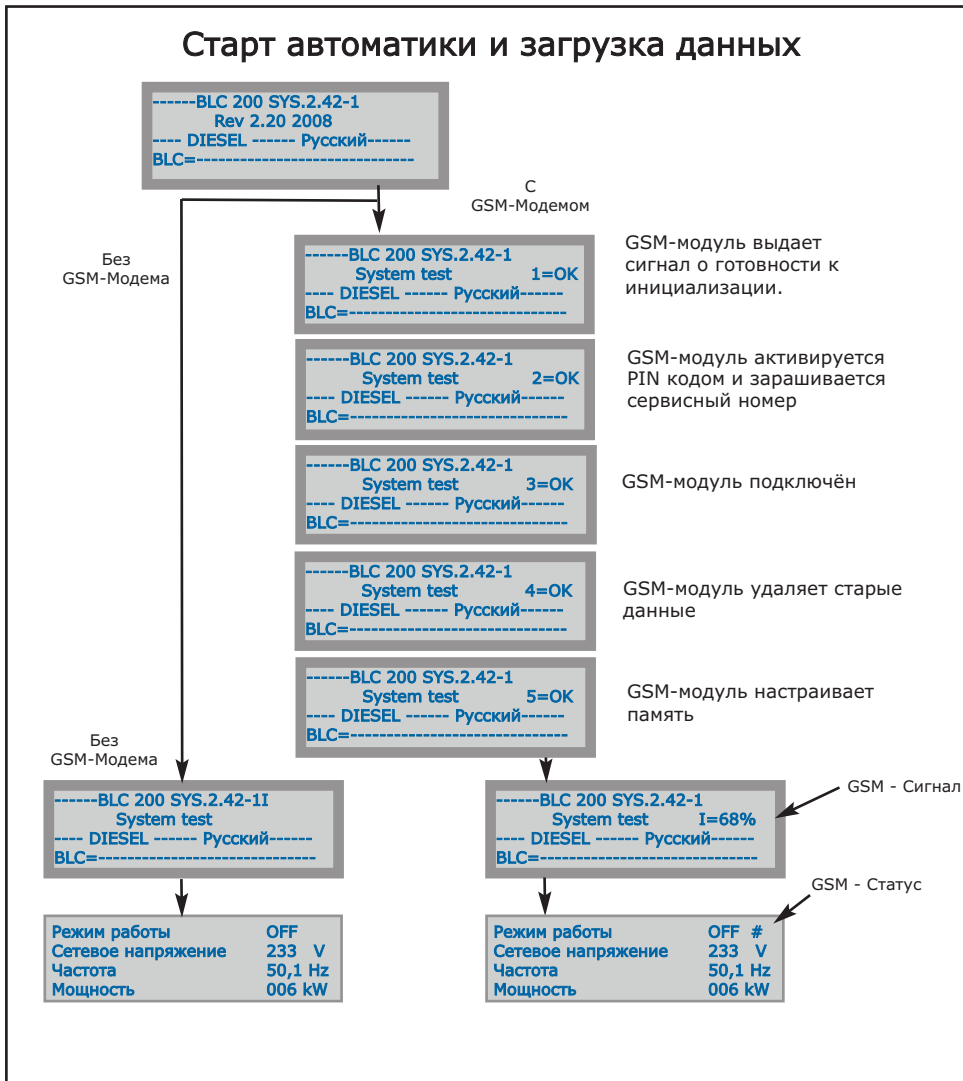 Старт автоматики и загрузка данных
------BLC 200 SYS.2.42-1
Rev 2.20 2008
---- DIESEL ------ Русский------
BLC=------------------------------
С
GSM-Модемом
Без
GSM-Модема
------BLC 200 SYS.2.42-1
System test 1=OK
---- DIESEL ------ Русский------
BLC=------------------------------
GSM-модуль выдает
сигнал о готовности к
инициализации.
------BLC 200 SYS.2.42-1
System test 2=OK
---- DIESEL ------ Русский------
BLC=------------------------------
GSM-модуль активируется
PIN кодом и зарашивается
сервисный номер
------BLC 200 SYS.2.42-1
System test 3=OK
---- DIESEL ------ Русский------
BLC=------------------------------
GSM-модуль подключён
------BLC 200 SYS.2.42-1
System test 4=OK
---- DIESEL ------ Русский------
BLC=------------------------------
GSM-модуль удаляет старые
данные
------BLC 200 SYS.2.42-1
System test 5=OK
---- DIESEL ------ Русский------
BLC=------------------------------
GSM-модуль настраивает
память
Без
GSM-Модема
------BLC 200 SYS.2.42-1I
System test
---- DIESEL ------ Русский------
BLC=------------------------------
------BLC 200 SYS.2.42-1
System test I=68%
---- DIESEL ------ Русский------
BLC=------------------------------
GSM - Сигнал
GSM - Статус
Режим работы OFF
Сетевое напряжение 233 V
Частота 50,1 Hz
Мощность 006 kW
Режим работы OFF #
Сетевое напряжение 233 V
Частота 50,1 Hz
Мощность 006 kW